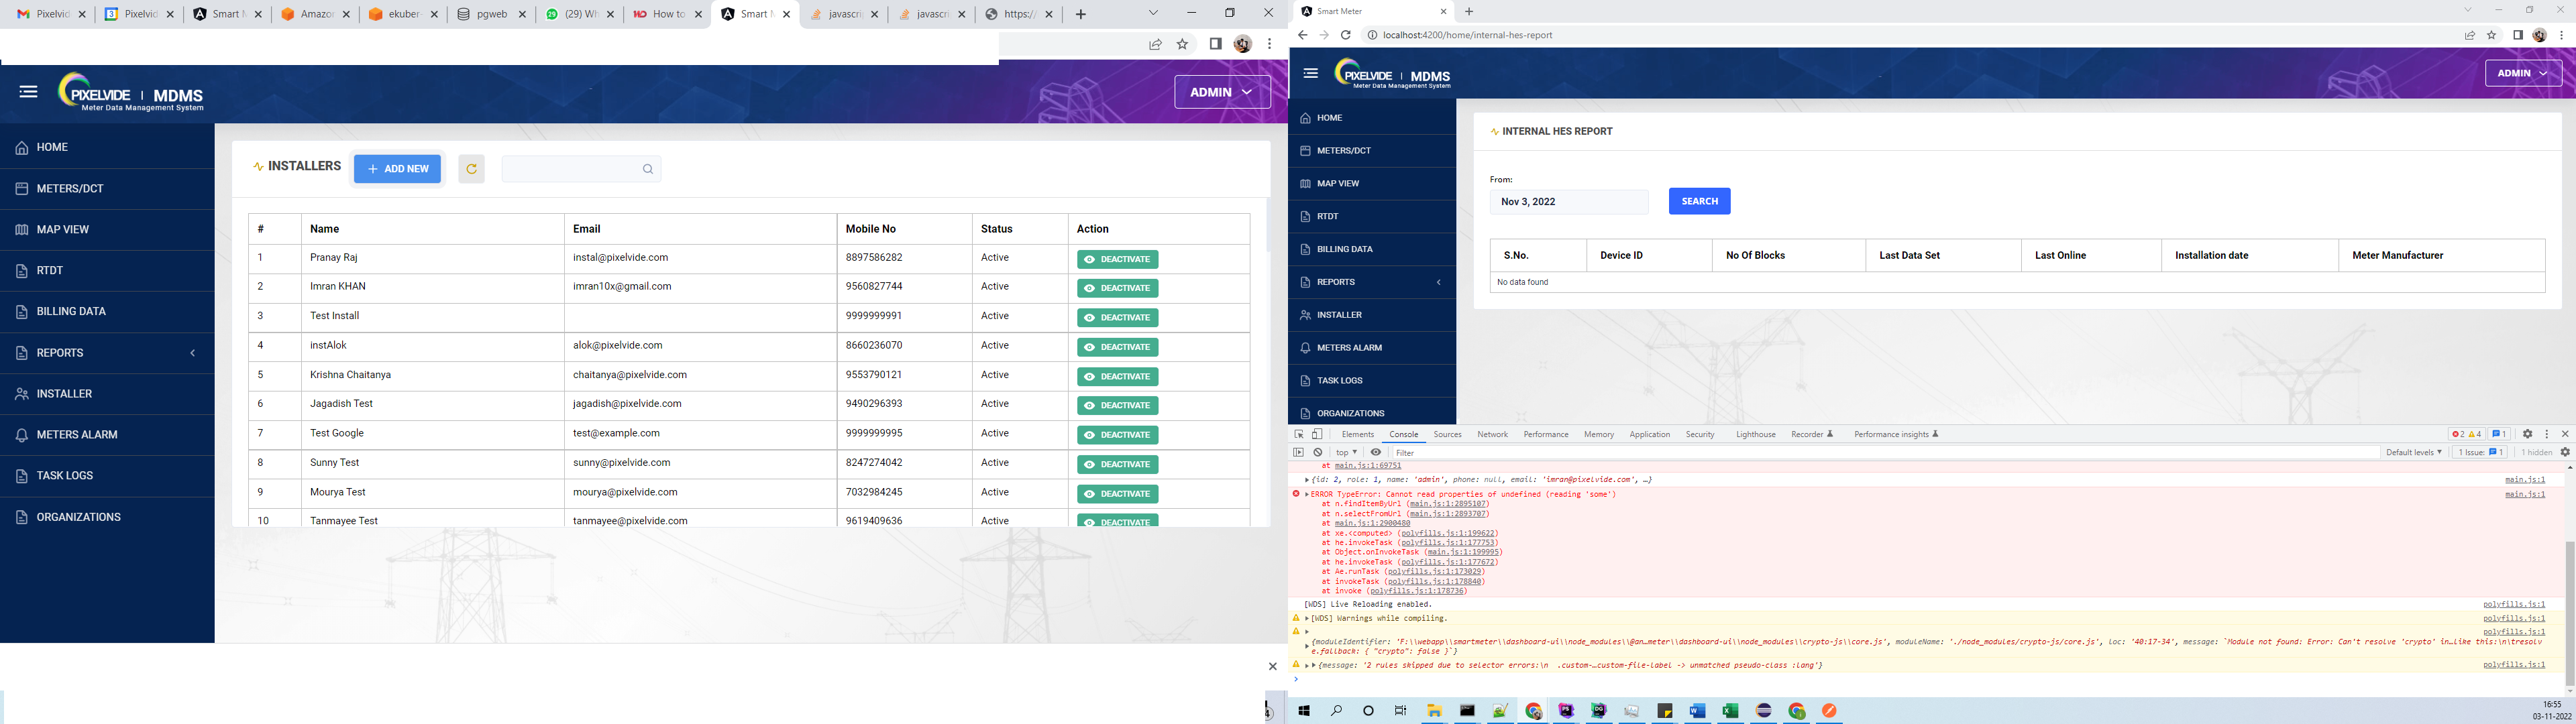 Pixelvid
Pixelvid
Smart M
Amazon
ekuber-
pgweb
(29) Wh
How to
Smart M
javascrip
javascrip
https://
PIXELVIDE | MDMS
Meter Data Management System
ADMIN
HOME
METERS/DCT
MAP VIEW
RTDT
BILLING DATA
REPORTS
INSTALLER
METERS ALARM
TASK LOGS
ORGANIZATIONS
INSTALLERS
ADD NEW
# Name Email Mobile No Status Action
1 Pranay Raj instal@pixelvide.com 8897586282 Active DEACTIVATE
2 Imran KHAN imran10x@gmail.com 9560827744 Active DEACTIVATE
3 Test Install 9999999991 Active DEACTIVATE
4 instAlok alok@pixelvide.com 8660236070 Active DEACTIVATE
5 Krishna Chaitanya chaitanya@pixelvide.com 9553790121 Active DEACTIVATE
6 Jagadish Test jagadish@pixelvide.com 9490296393 Active DEACTIVATE
7 Test Google test@example.com 9999999995 Active DEACTIVATE
8 Sunny Test sunny@pixelvide.com 8247274042 Active DEACTIVATE
9 Mourya Test mourya@pixelvide.com 7032984245 Active DEACTIVATE
10 Tanmayee Test tanmayee@pixelvide.com 9619409636 Active DEACTIVATE
Smart Meter
localhost:4200/home/internal-hes-report
PIXELVIDE | MDMS
Meter Data Management System
ADMIN
HOME
METERS/DCT
MAP VIEW
RTDT
BILLING DATA
REPORTS
INSTALLER
METERS ALARM
TASK LOGS
ORGANIZATIONS
INTERNAL HES REPORT
From:
Nov 3, 2022
SEARCH
S.No. Device ID No Of Blocks Last Data Set Last Online Installation date Meter Manufacturer
No data found
Elements Console Sources Network Performance Memory Application Security Lighthouse Recorder Performance insights 2 4 1
top Filter Default levels 1 Issue: 1 1 hidden
at main.js:1:69751
{id: 2, role: 1, name: 'admin', phone: null, email: 'imran@pixelvide.com', …} main.js:1
ERROR TypeError: Cannot read properties of undefined (reading 'some') main.js:1
at n.findItemByUrl (main.js:1:2895107)
at n.selectFromUrl (main.js:1:2893707)
at main.js:1:2900480
at xe.<computed> (polyfills.js:1:199622)
at he.invokeTask (polyfills.js:1:177753)
at Object.onInvokeTask (main.js:1:199995)
at he.invokeTask (polyfills.js:1:177672)
at Ae.runTask (polyfills.js:1:173029)
at invokeTask (polyfills.js:1:178840)
at invoke (polyfills.js:1:178736)
[WDS] Live Reloading enabled. polyfills.js:1
[WDS] Warnings while compiling. polyfills.js:1
polyfills.js:1
{moduleIdentifier: 'F:\\webapp\\smartmeter\\dashboard-ui\\node_modules\\@an…meter\\dashboard-ui\\node_modules\\crypto-js\\core.js', moduleName: './node_modules/crypto-js/core.js', loc: '40:17-34', message: `Module not found: Error: Can't resolve 'crypto' in…like this:\n\tresolv
e.fallback: { "crypto": false }`}
{message: '2 rules skipped due to selector errors:\n  .custom-…custom-file-label -> unmatched pseudo-class :lang'} polyfills.js:1
16:55
03-11-2022